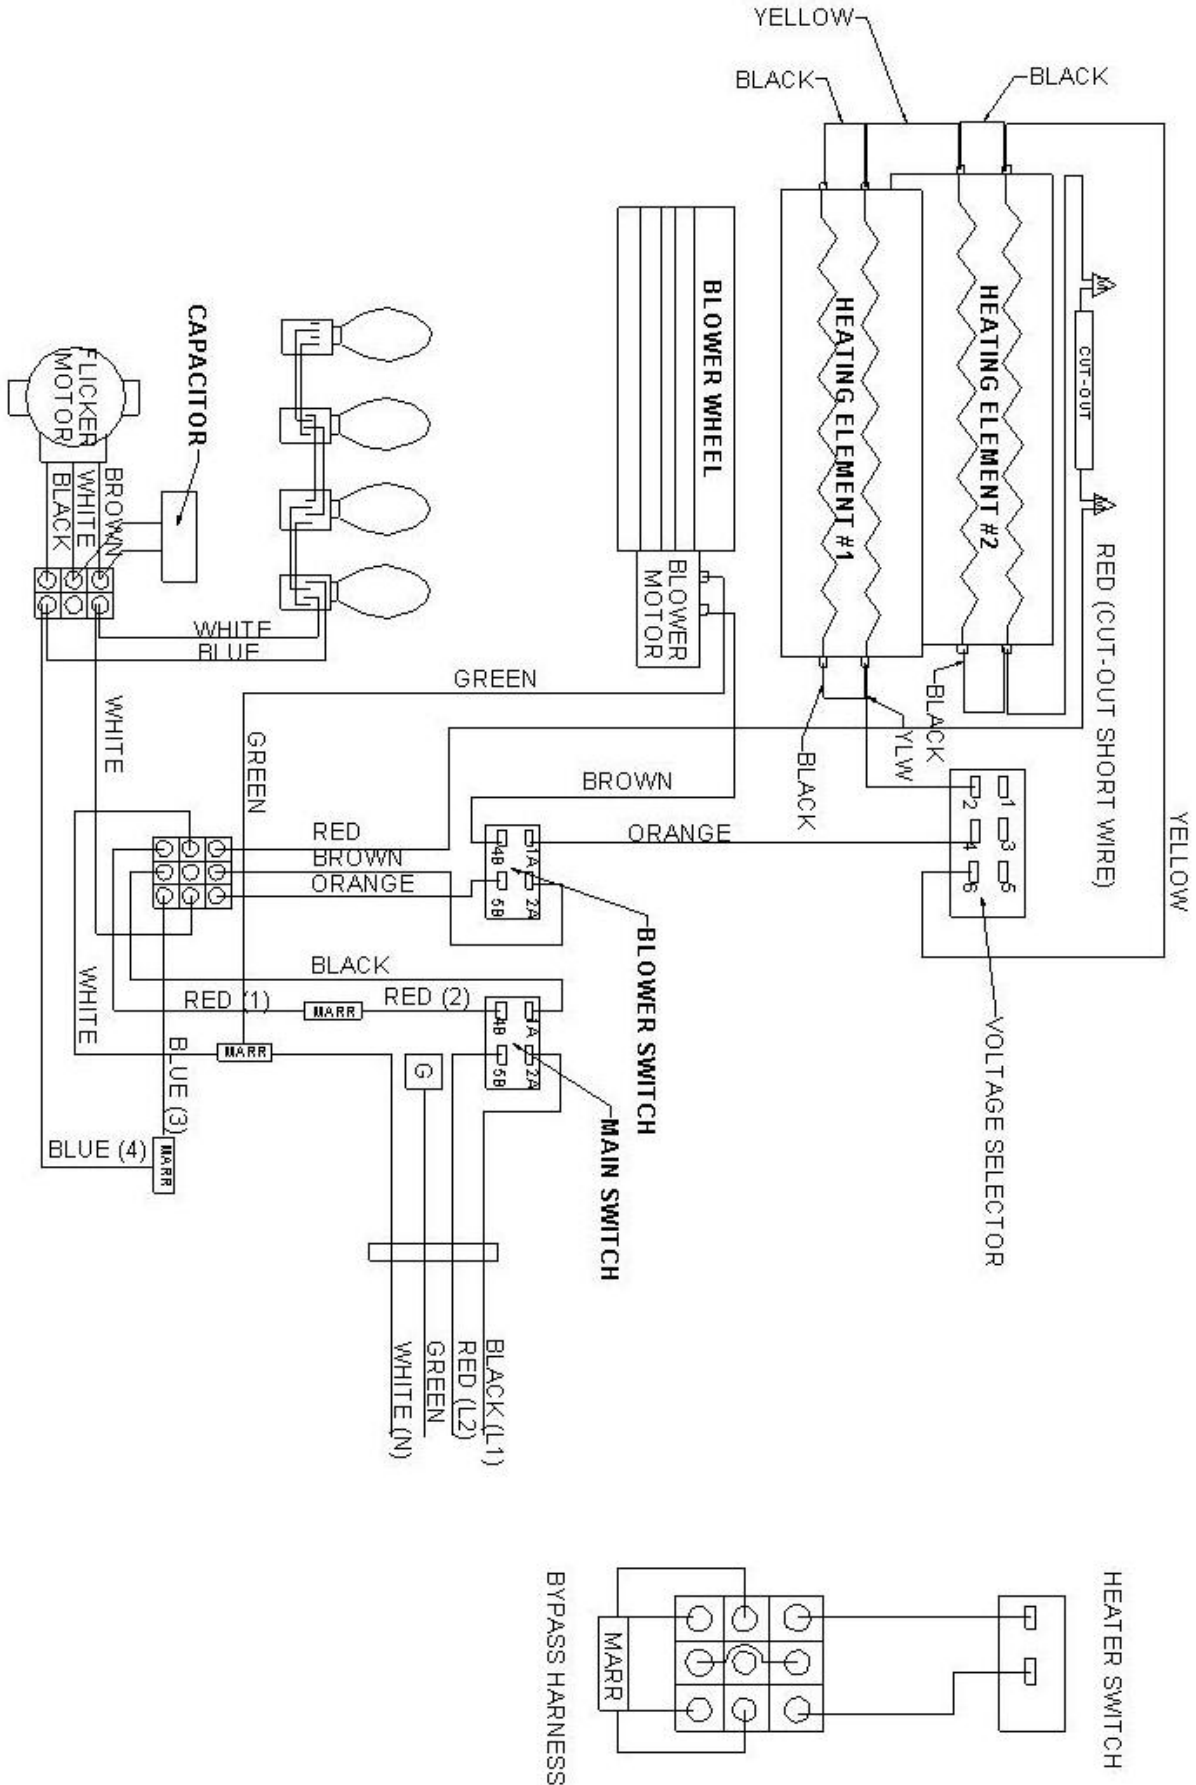 YELLOW
BLACK
BLACK
HEATING ELEMENT #2
HEATING ELEMENT #1
CUT-OUT
RED (CUT-OUT SHORT WIRE)
BLOWER WHEEL
BLOWER
MOTOR
CAPACITOR
FLICKER
MOTOR
BROWN
WHITE
BLACK
WHITE
BLUE
GREEN
WHITE
GREEN
BLACK
YLW
BLACK
BROWN
ORANGE
1
2
3
4
5
6
YELLOW
VOLTAGE SELECTOR
RED
BROWN
ORANGE
4B
1A
5B
2A
BLOWER SWITCH
BLACK
RED (1)
MARR
RED (2)
4B
1A
5B
2A
MAIN SWITCH
WHITE
MARR
G
BLUE (3)
BLUE (4)
MARR
BLACK (L1)
RED (L2)
GREEN
WHITE (N)
HEATER SWITCH
MARR
BYPASS HARNESS